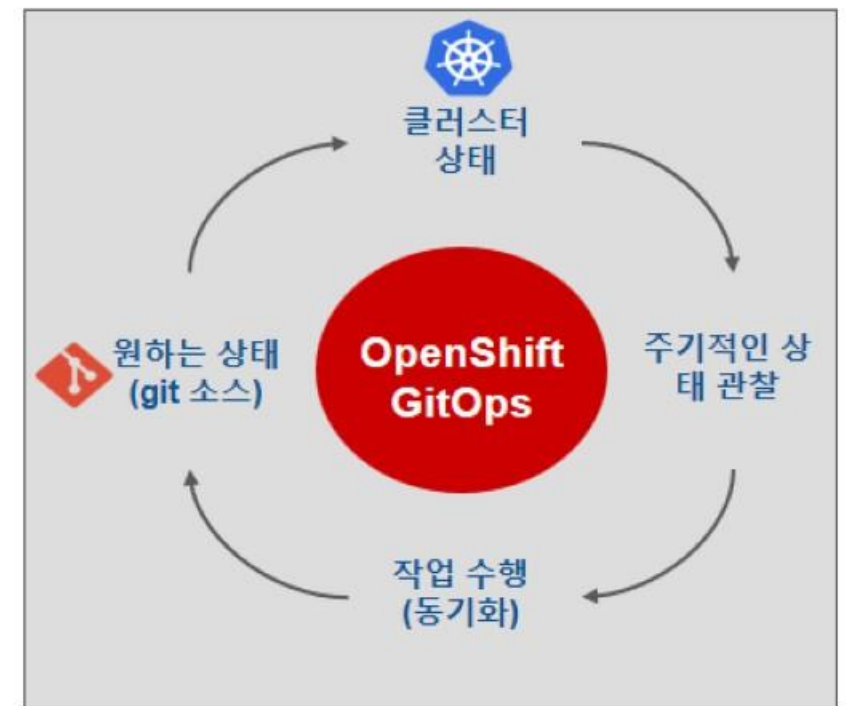 클러스터
상태
원하는 상태
(git 소스)
OpenShift
GitOps
주기적인 상
태 관찰
작업 수행
(동기화)